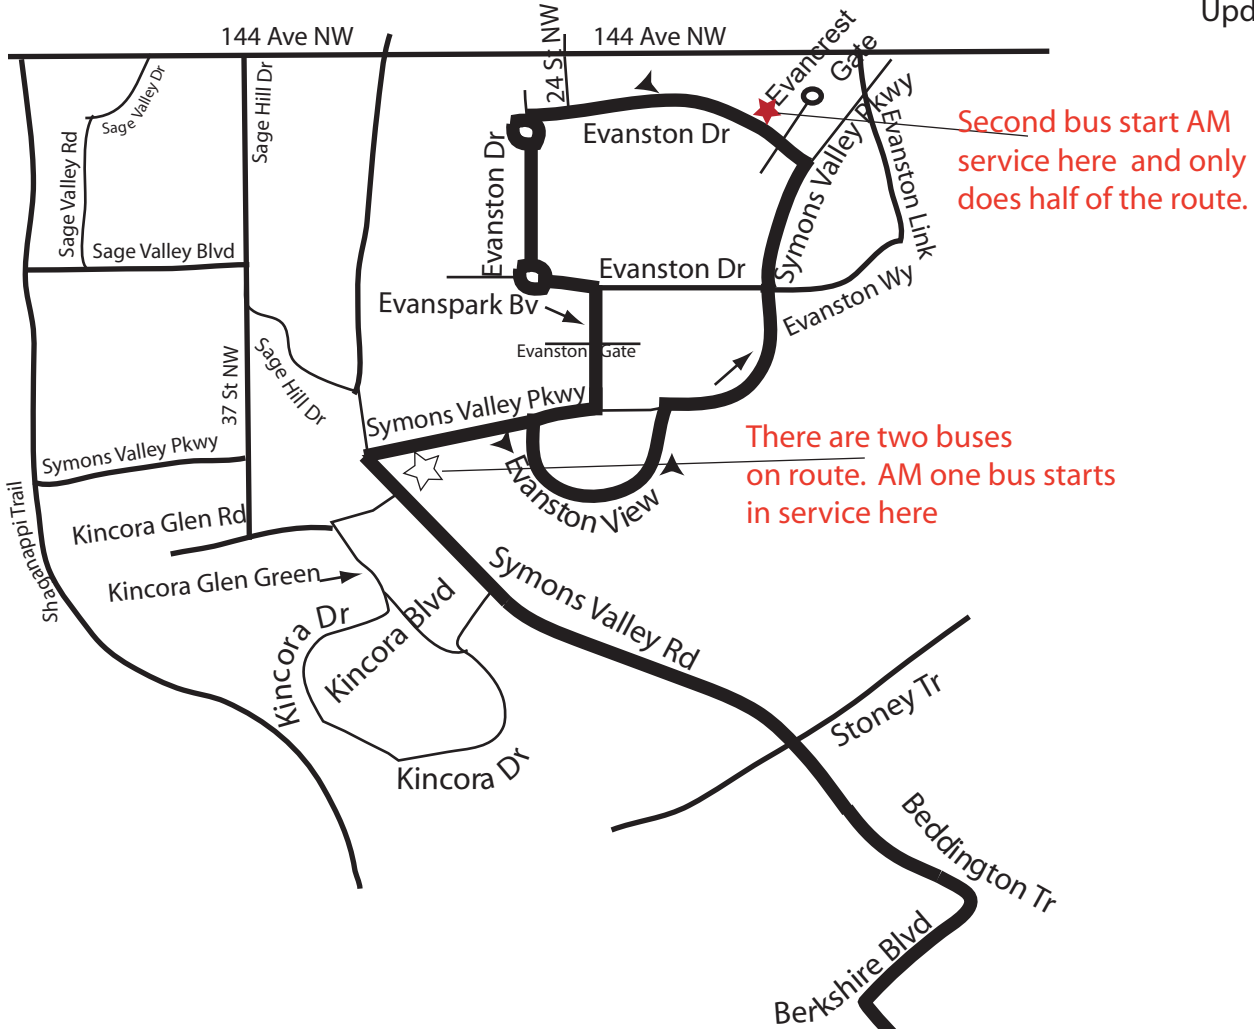 Upd
144 Ave NW
144 Ave NW
24 St NW
Evancrest
Gate
Sage Valley Dr
Sage Hill Dr
Sage Valley Rd
Evanston Dr
Evanston Dr
Symons Valley Pkwy
Evanston Link
Second bus start AM
service here and only
does half of the route.
Sage Valley Blvd
Evanston Dr
Evanston Wy
Evanspark Bv
Evanston Gate
37 St NW
Sage Hill Dr
Symons Valley Pkwy
Symons Valley Pkwy
There are two buses
on route. AM one bus starts
in service here
Evanston View
Shaganappi Trail
Kincora Glen Rd
Kincora Glen Green
Symons Valley Rd
Kincora Dr
Kincora Blvd
Stoney Tr
Kincora Dr
Beddington Tr
Berkshire Blvd